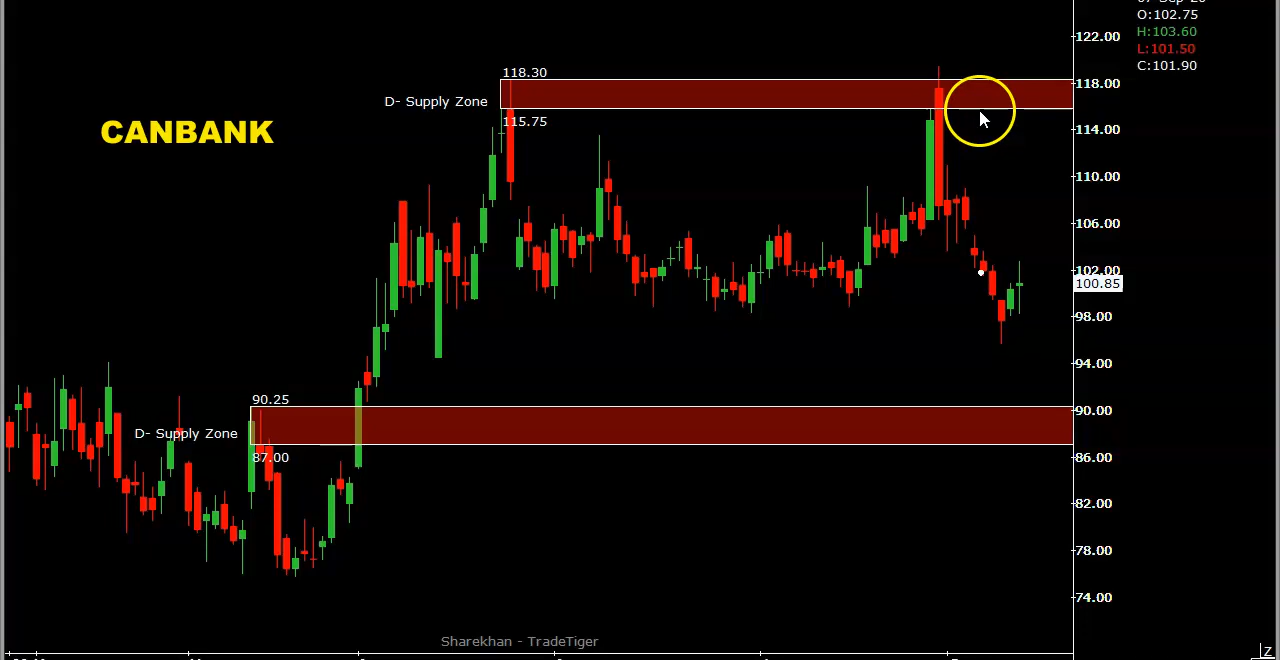 O:102.75
H:103.60
L:101.50
C:101.90
122.00
118.30
118.00
D- Supply Zone
115.75
CANBANK
114.00
110.00
106.00
102.00
100.85
98.00
94.00
90.25
90.00
D- Supply Zone
87.00
86.00
82.00
78.00
74.00
Sharekhan - TradeTiger
Z